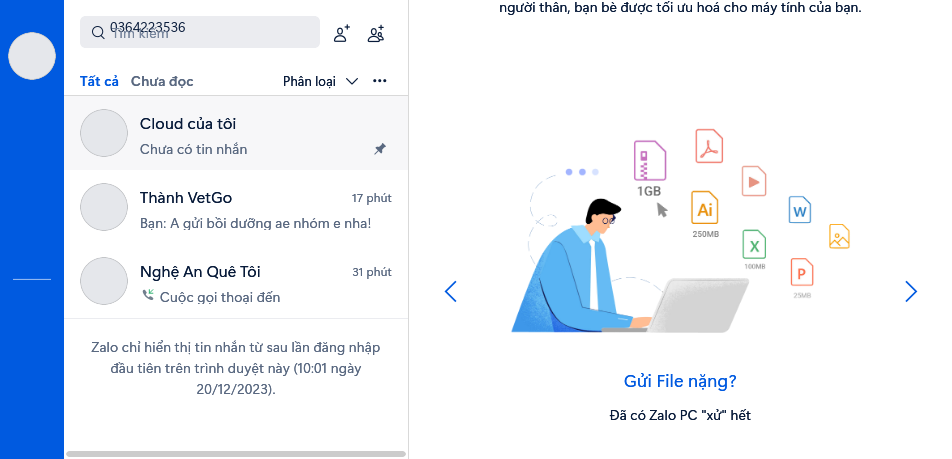 người thân, bạn bè được tối ưu hoá cho máy tính của bạn.
0364223536
Tìm kiếm
Tất cả Chưa đọc Phân loại
Cloud của tôi
Chưa có tin nhắn
Thành VetGo 17 phút
Bạn: A gửi bồi dưỡng ae nhóm e nha!
Nghệ An Quê Tôi 31 phút
Cuộc gọi thoại đến
Zalo chỉ hiển thị tin nhắn từ sau lần đăng nhập
đầu tiên trên trình duyệt này (10:01 ngày
20/12/2023).
1GB
Ai
250MB
W
X
100MB
P
25MB
Gửi File nặng?
Đã có Zalo PC "xử" hết